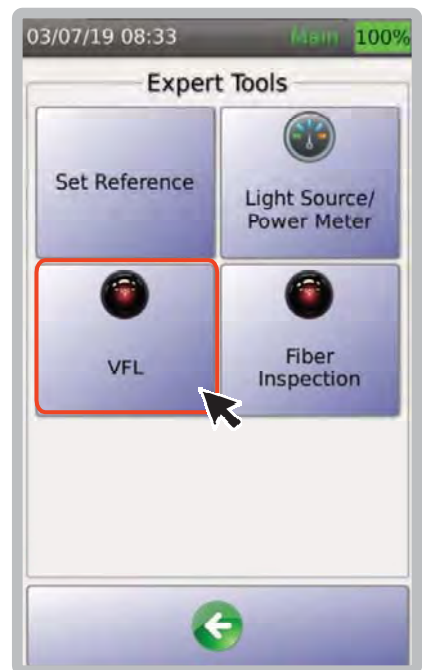 03/07/19 08:33 Main 100%
Expert Tools
Set Reference
Light Source/
Power Meter
VFL
Fiber
Inspection